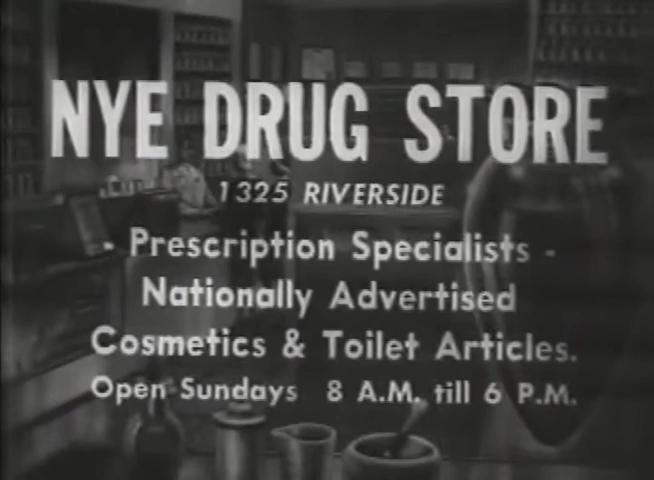 NYE DRUG STORE
1325 RIVERSIDE
- Prescription Specialists -
Nationally Advertised
Cosmetics & Toilet Articles.
Open Sundays 8 A.M. till 6 P.M.